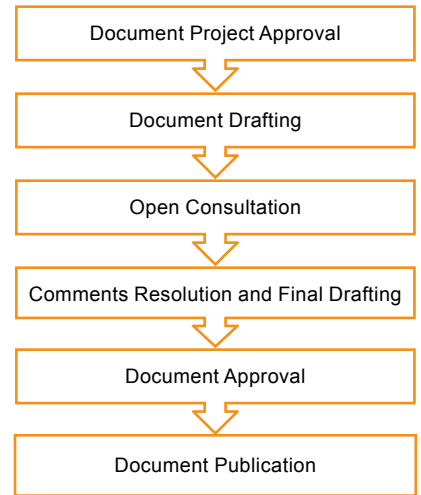 Document Project Approval
Document Drafting
Open Consultation
Comments Resolution and Final Drafting
Document Approval
Document Publication